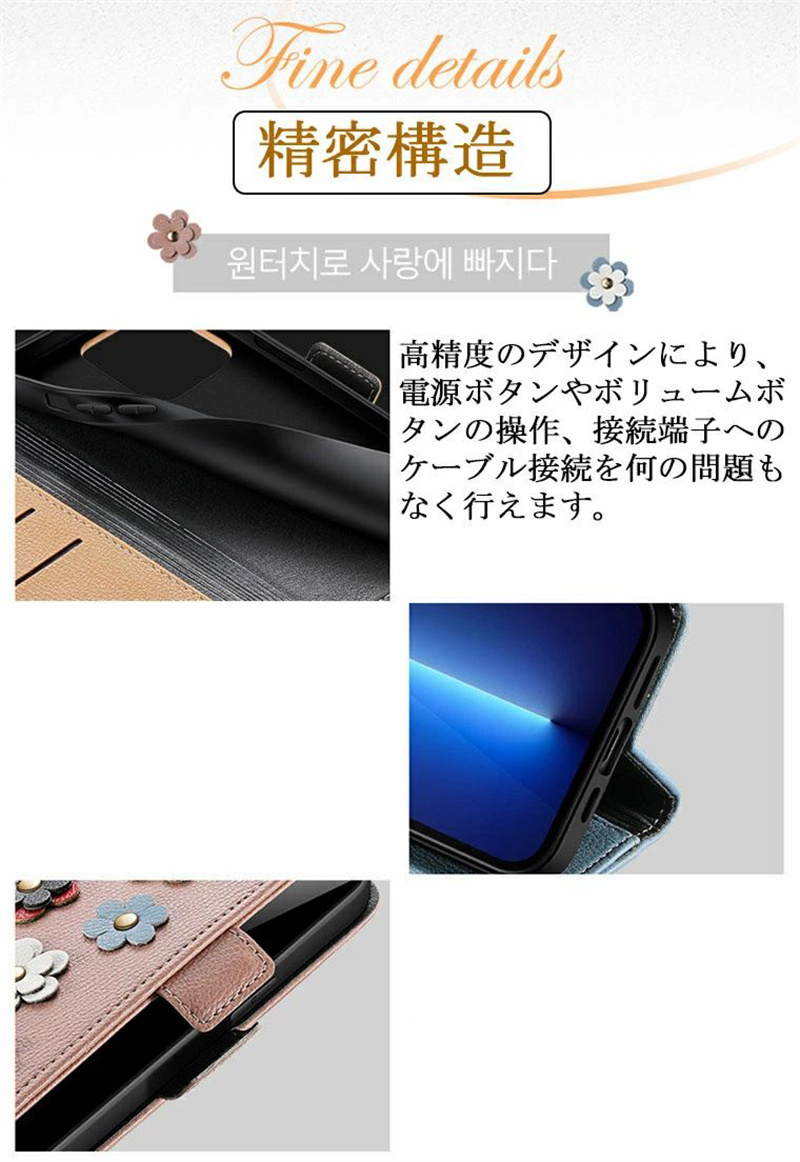 Fine details
精密構造
원터치로 사랑에 빠지다
高精度のデザインにより、
電源ボタンやボリュームボ
タンの操作、接続端子への
ケーブル接続を何の問題も
なく行えます。